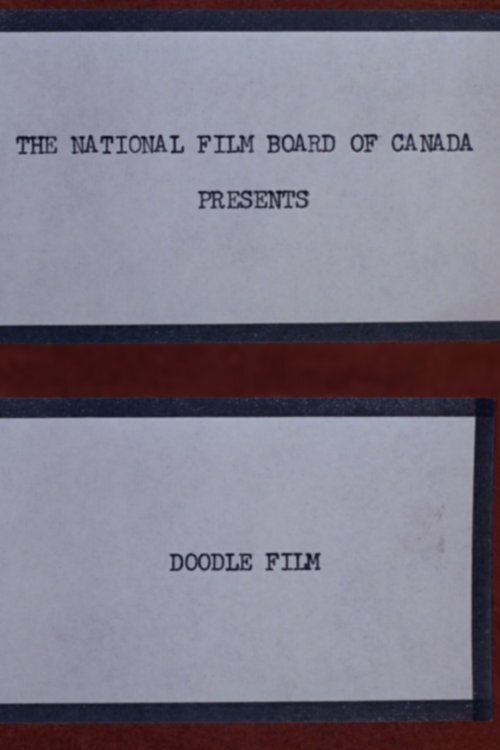 THE NATIONAL FILM BOARD OF CANADA
PRESENTS
DOODLE FILM